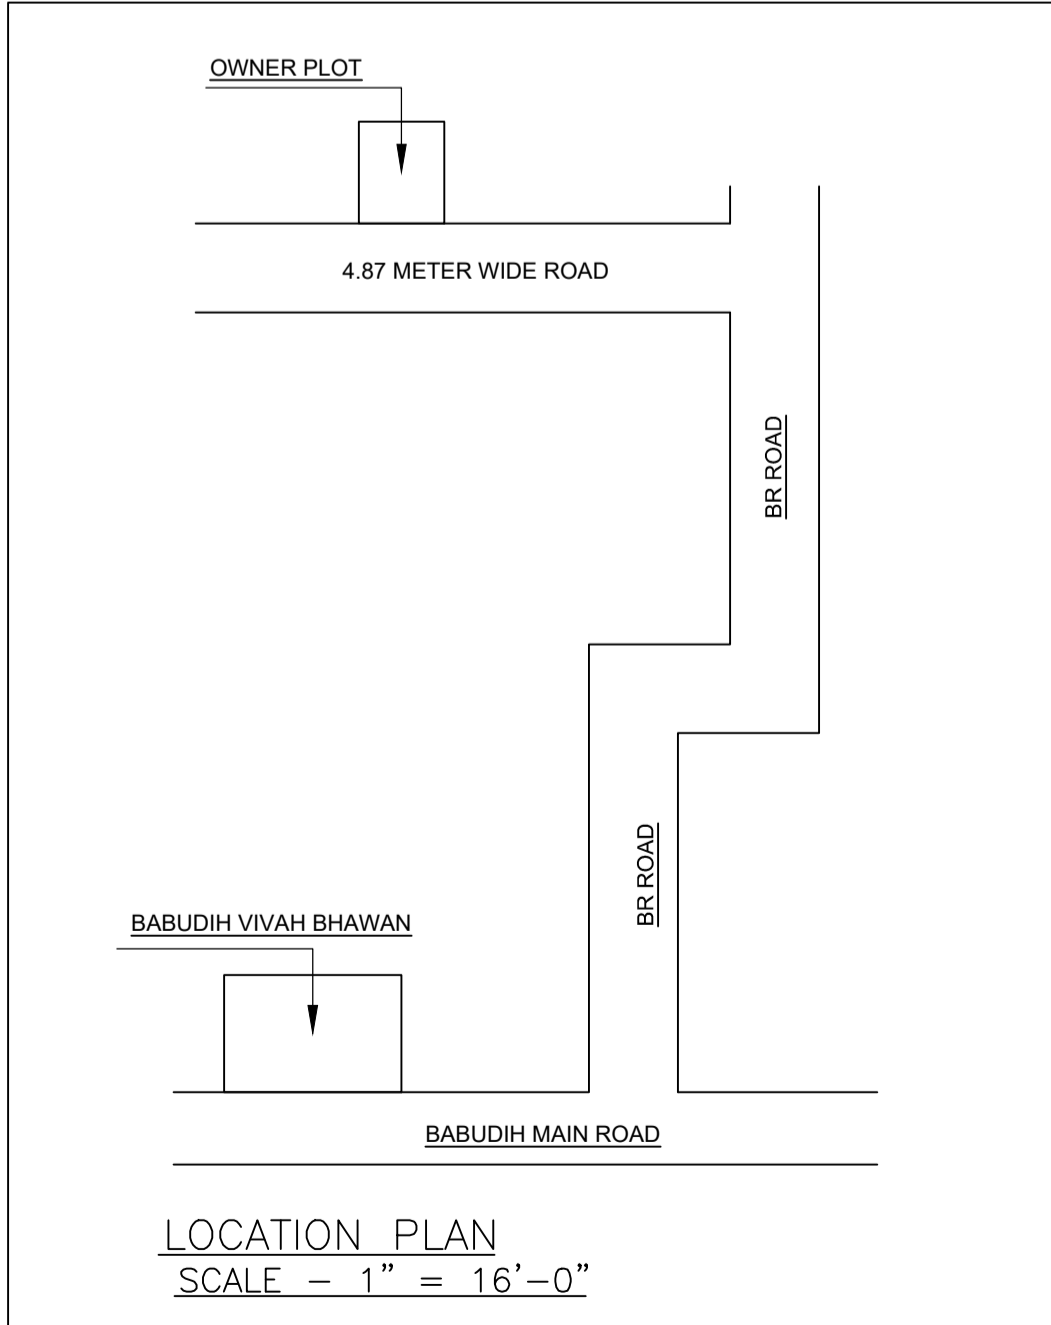 OWNER PLOT
4.87 METER WIDE ROAD
BR ROAD
BR ROAD
BABUDIH VIVAH BHAWAN
BABUDIH MAIN ROAD
LOCATION PLAN
SCALE - 1" = 16'-0"